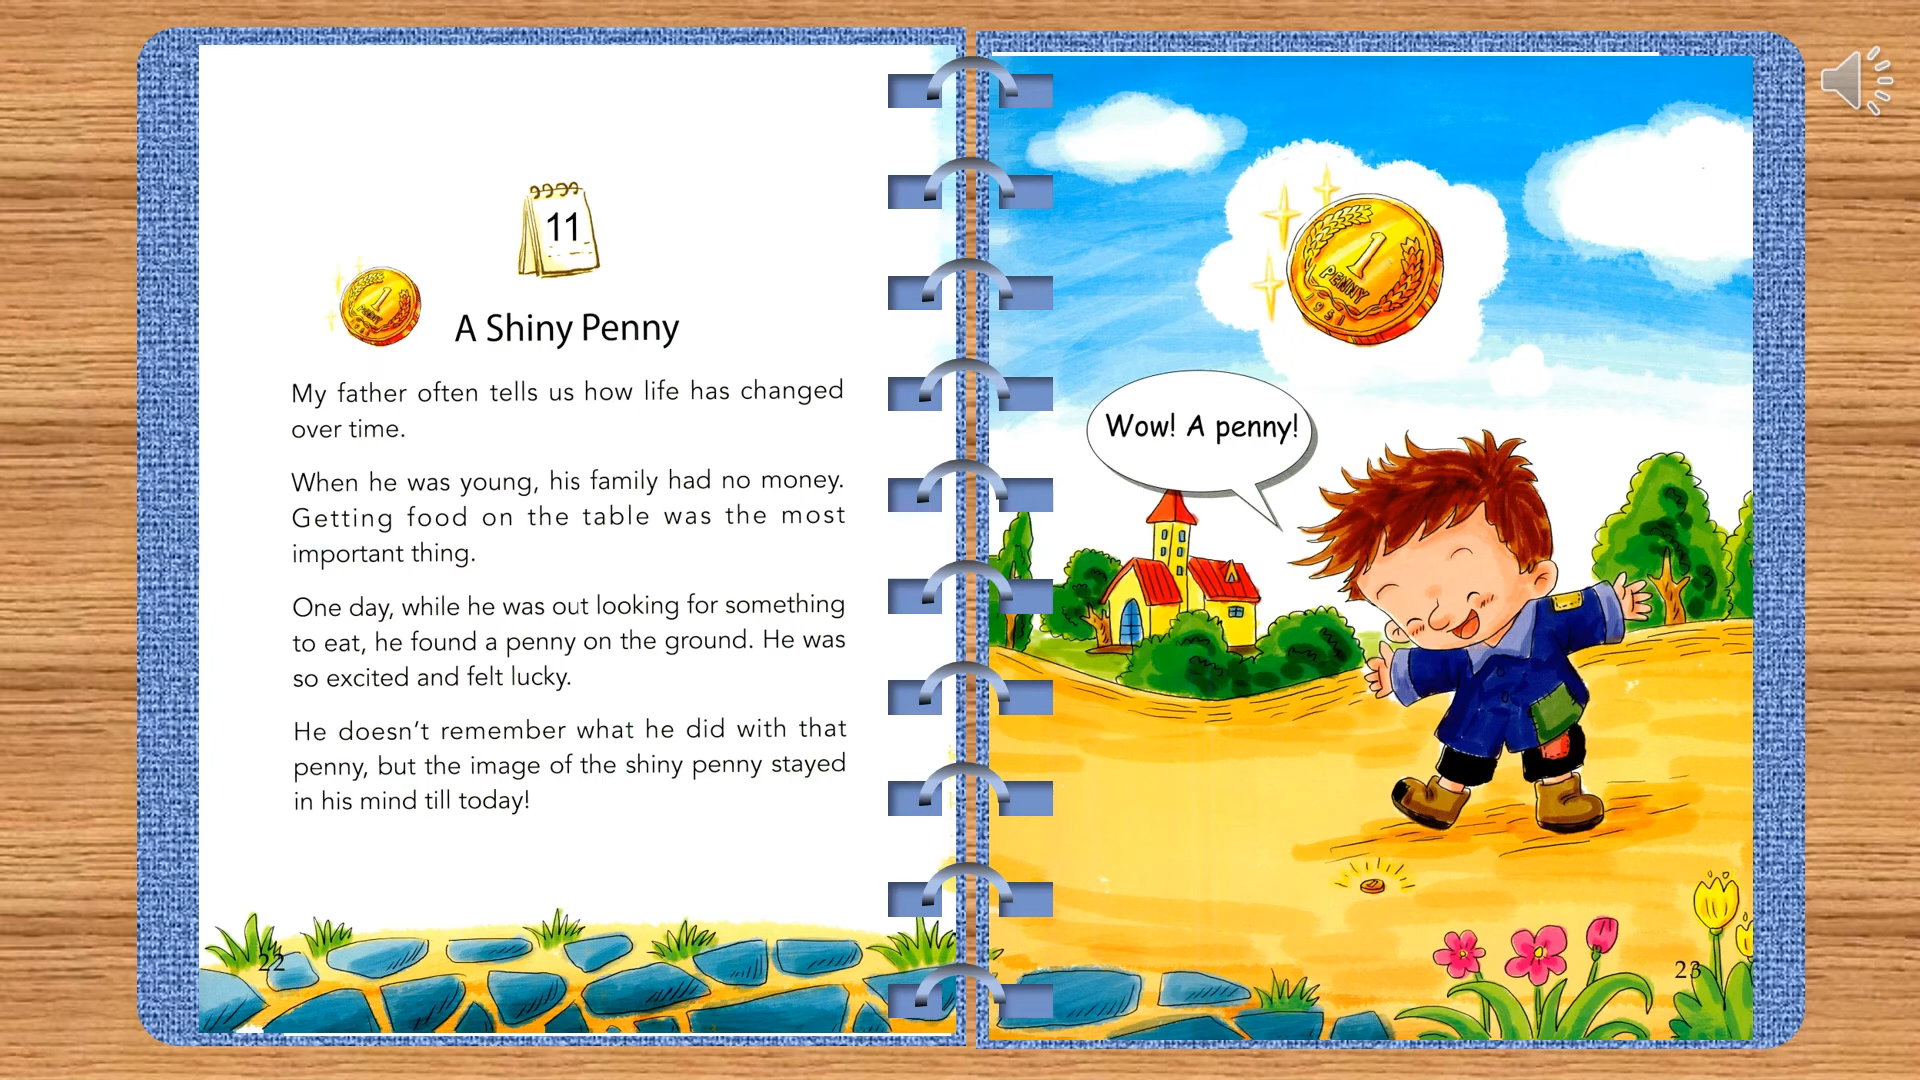 11
1
PENNY
A Shiny Penny
My father often tells us how life has changed
over time.
When he was young, his family had no money.
Getting food on the table was the most
important thing.
One day, while he was out looking for something
to eat, he found a penny on the ground. He was
so excited and felt lucky.
He doesn't remember what he did with that
penny, but the image of the shiny penny stayed
in his mind till today!
22
1
PENNY
1951
Wow! A penny!
23